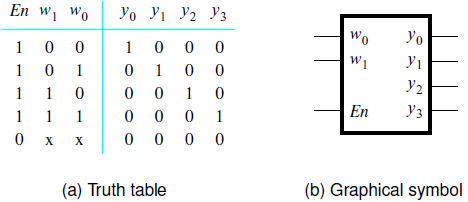 En w1 w0 y0 y1 y2 y3
1 0 0 1 0 0 0
1 0 1 0 1 0 0
1 1 0 0 0 1 0
1 1 1 0 0 0 1
0 x x 0 0 0 0
(a) Truth table
w0 y0
w1 y1
y2
En y3
(b) Graphical symbol